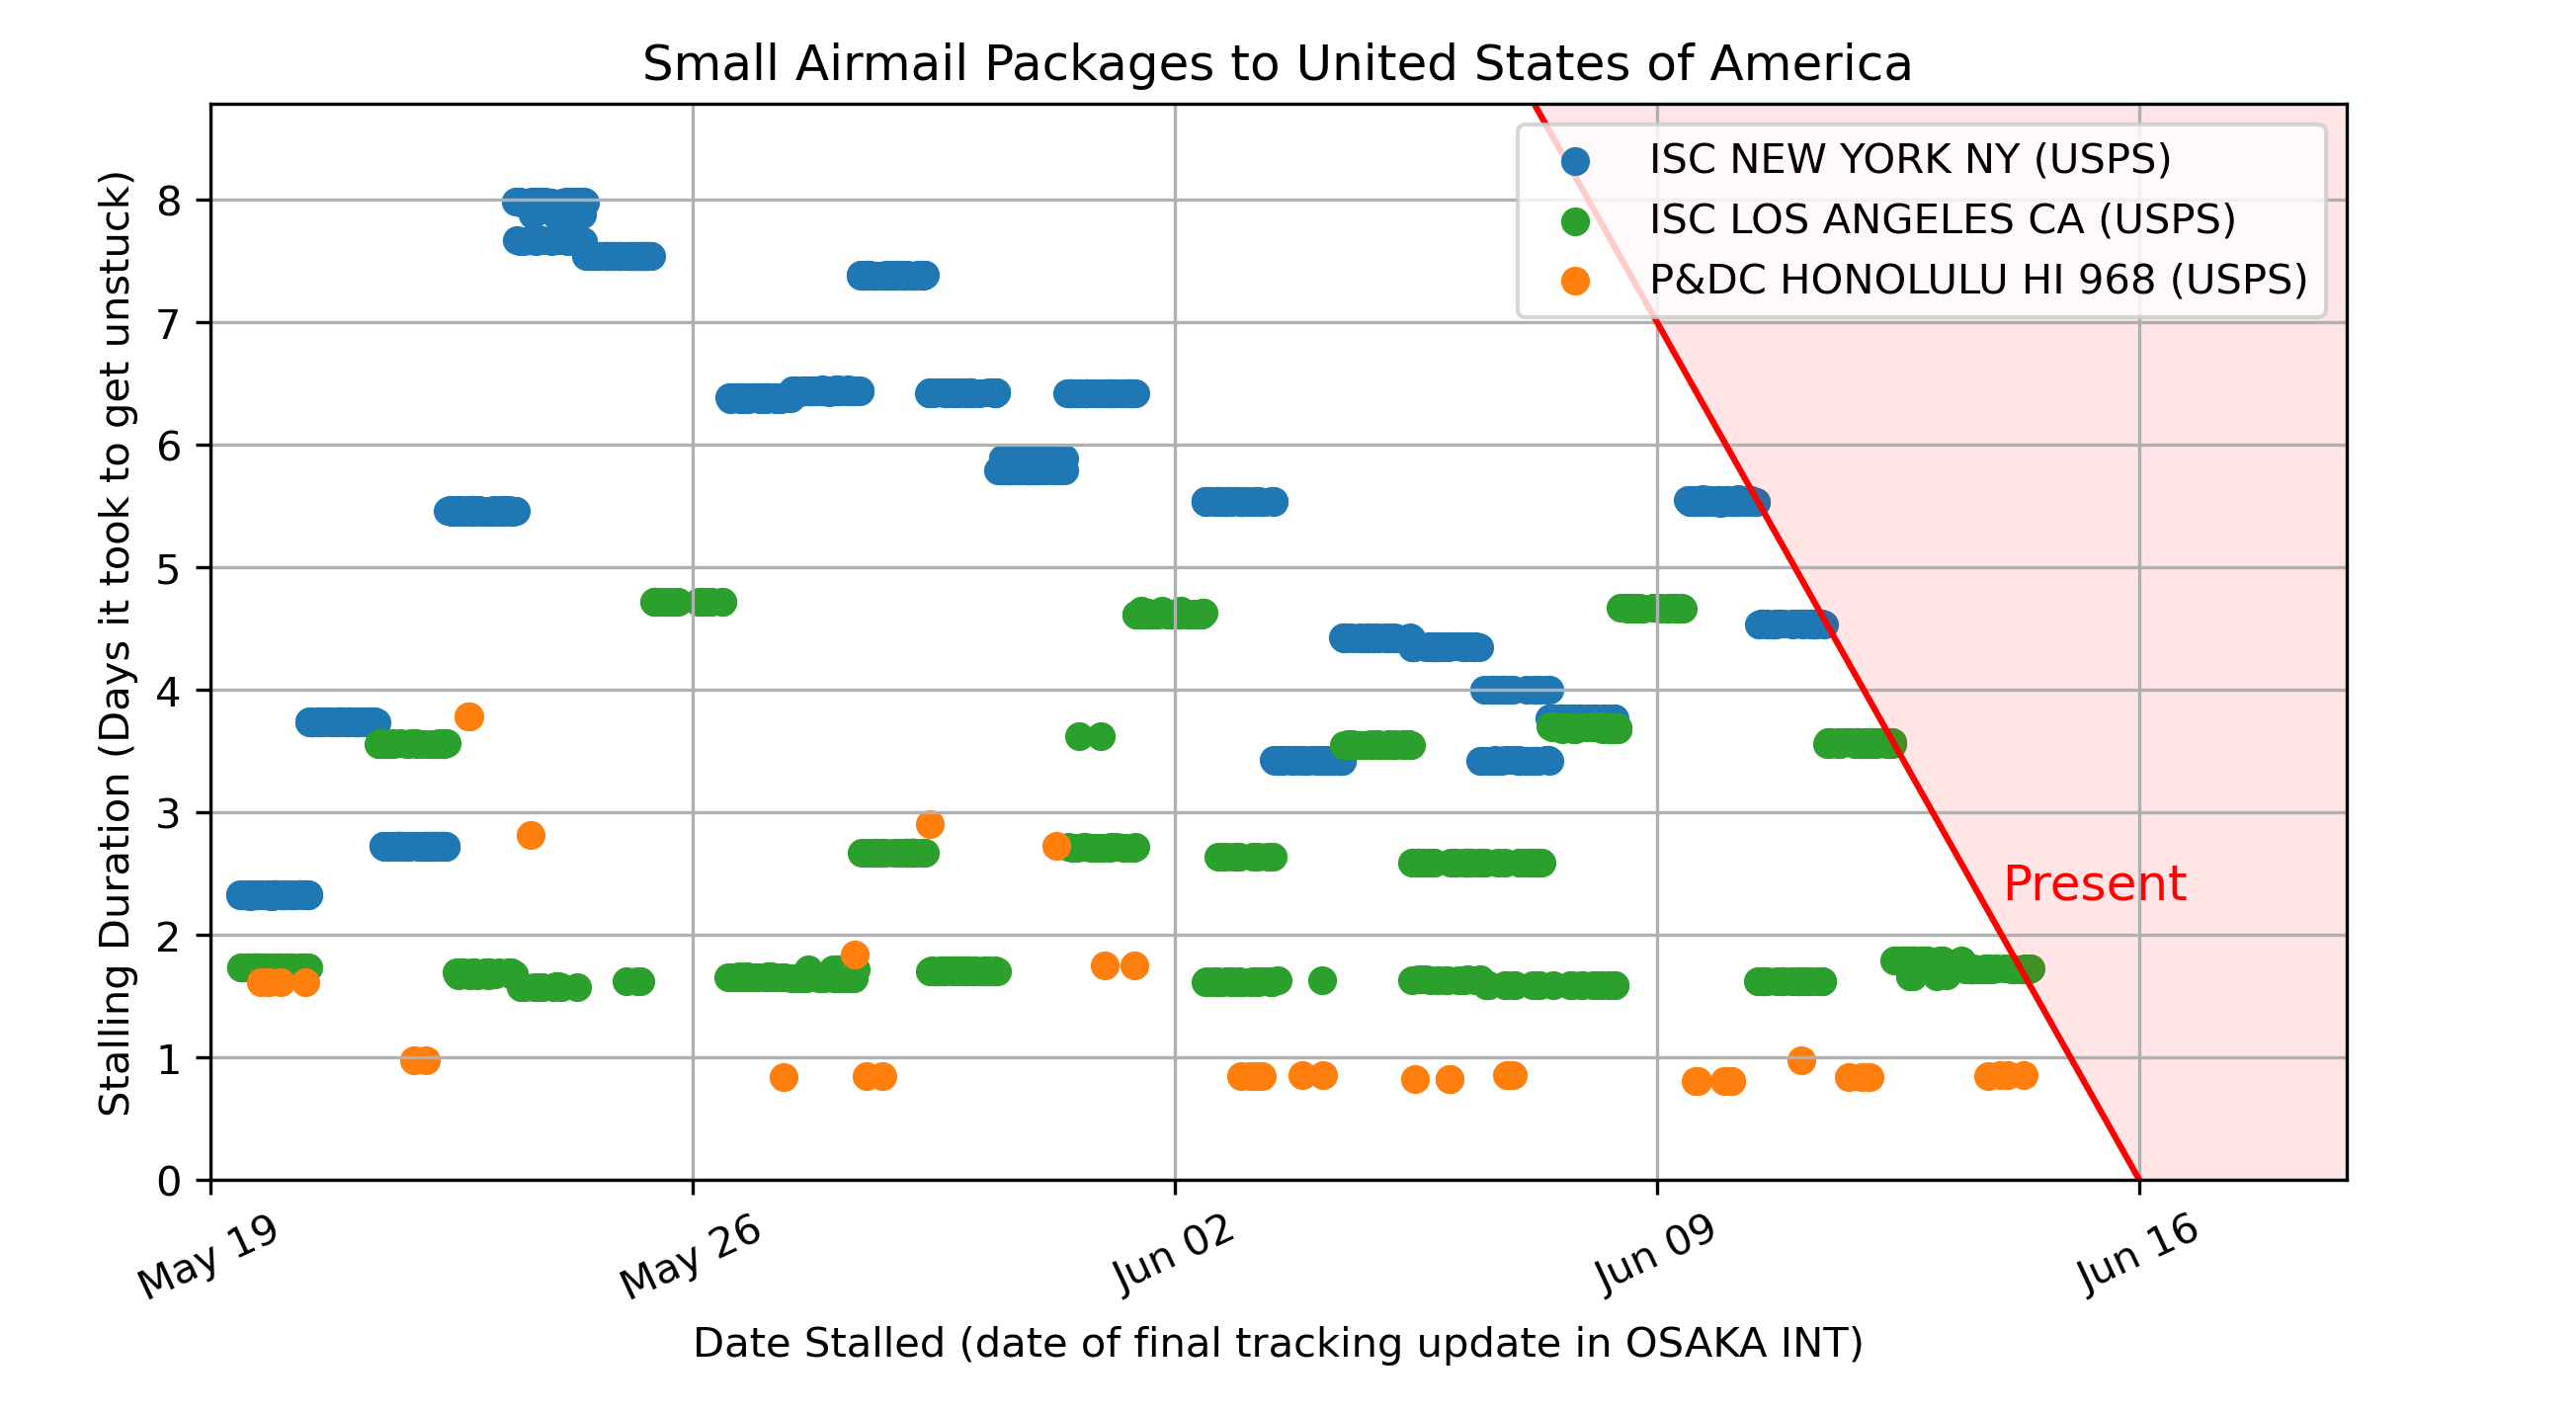 Small Airmail Packages to United States of America
ISC NEW YORK NY (USPS)
ISC LOS ANGELES CA (USPS)
P&DC HONOLULU HI 968 (USPS)
Stalling Duration (Days it took to get unstuck)
8
7
6
5
4
3
2
1
0
Present
May 19
May 26
Jun 02
Jun 09
Jun 16
Date Stalled (date of final tracking update in OSAKA INT)